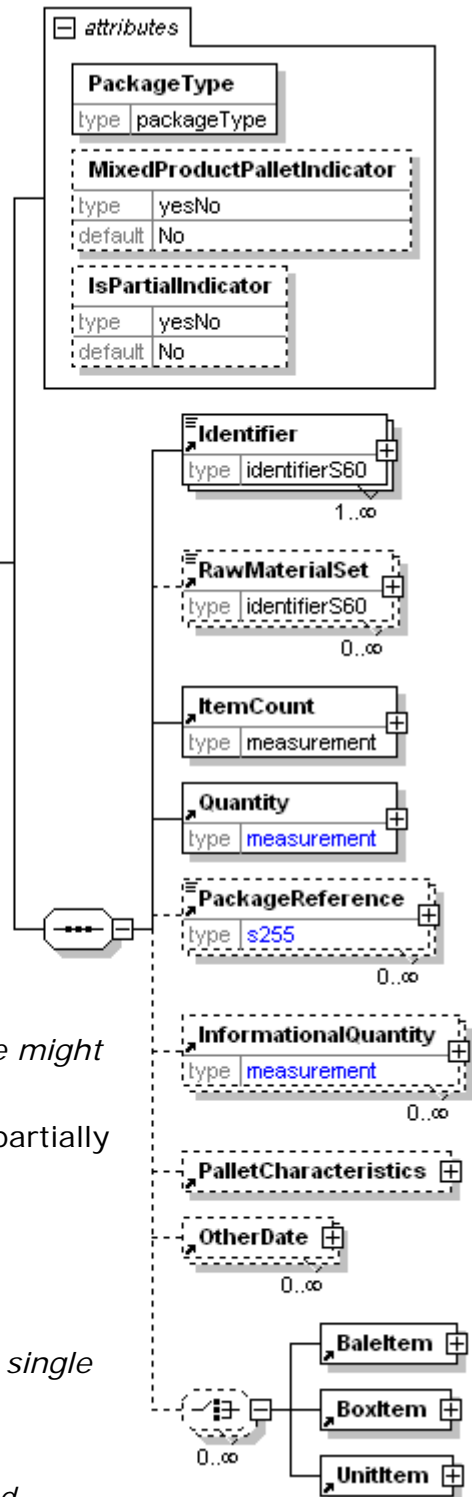 attributes
PackageType
type packageType
MixedProductPalletIndicator
type yesNo
default No
IsPartialIndicator
type yesNo
default No
Identifier
type identifierS60
1..∞
RawMaterialSet
type identifierS60
0..∞
ItemCount
type measurement
Quantity
type measurement
PackageReference
type s255
0..∞
e might
InformationalQuantity
type measurement
0..∞
partially
PalletCharacteristics
OtherDate
0..∞
single
BaleItem
BoxItem
0..∞
UnitItem